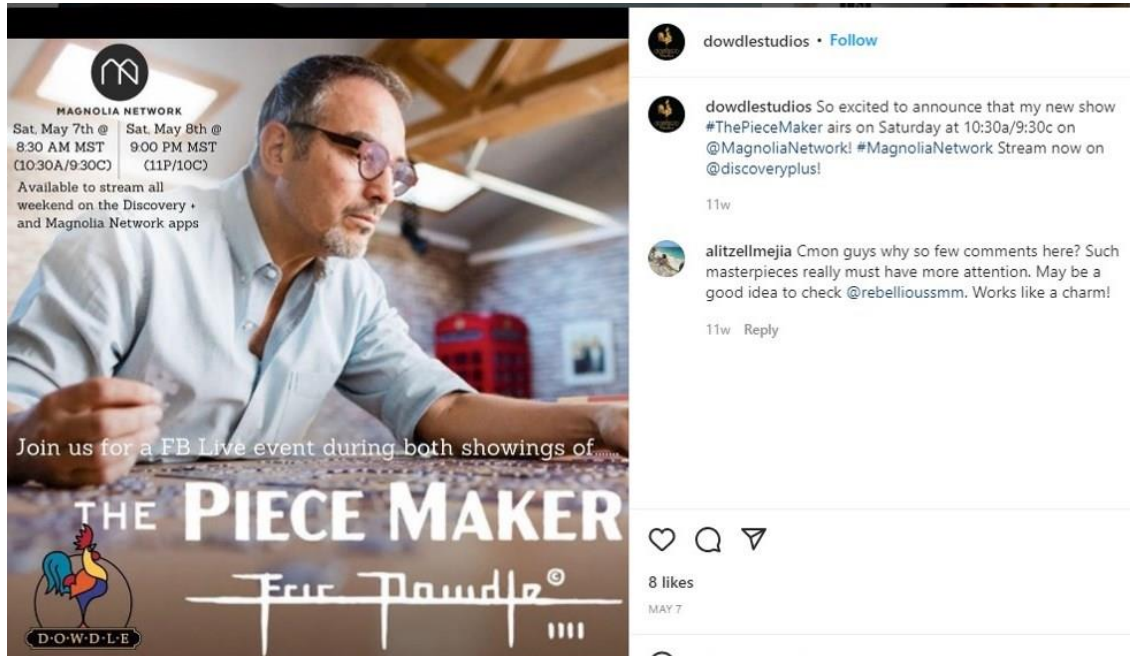 MAGNOLIA NETWORK
Sat, May 7th @
8:30 AM MST
(10:30A/9:30C)
Sat, May 8th @
9:00 PM MST
(11P/10C)
Available to stream all
weekend on the Discovery +
and Magnolia Network apps
Join us for a FB Live event during both showings of......
THE PIECE MAKER
Eric Dowdle©
D•O•W•D•L•E
dowdlestudios • Follow
dowdlestudios So excited to announce that my new show
#ThePieceMaker airs on Saturday at 10:30a/9:30c on
@MagnoliaNetwork! #MagnoliaNetwork Stream now on
@discoveryplus!
11w
alitzellmejia Cmon guys why so few comments here? Such
masterpieces really must have more attention. May be a
good idea to check @rebellioussmm. Works like a charm!
11w Reply
8 likes
MAY 7